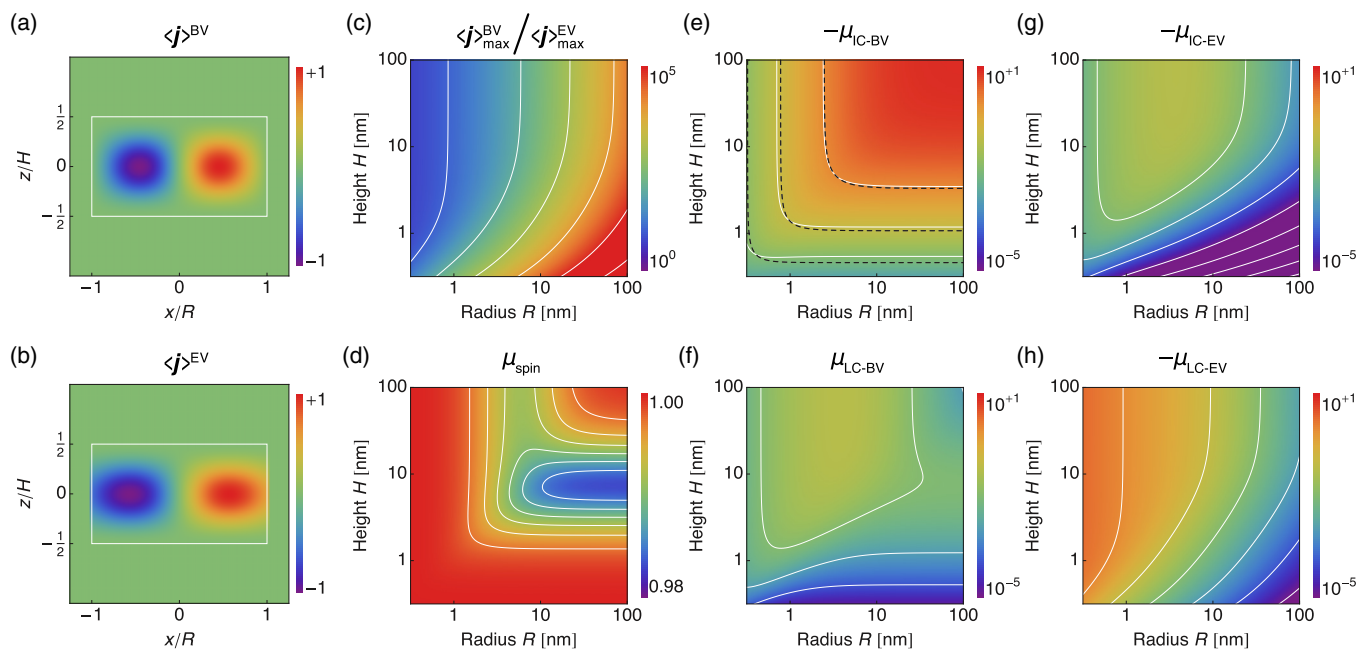 (a)
⟨j⟩ᴮⱽ
+1
−1
1/2
0
−1/2
z/H
−1
0
1
x/R
(c)
⟨j⟩ᴮⱽmax / ⟨j⟩ᴱⱽmax
100
10
1
Height H [nm]
10⁵
10⁰
1
10
100
Radius R [nm]
(e)
−μIC-BV
100
10
1
Height H [nm]
10⁺¹
10⁻⁵
1
10
100
Radius R [nm]
(g)
−μIC-EV
100
10
1
Height H [nm]
10⁺¹
10⁻⁵
1
10
100
Radius R [nm]
(b)
⟨j⟩ᴱⱽ
+1
−1
1/2
0
−1/2
z/H
−1
0
1
x/R
(d)
μspin
100
10
1
Height H [nm]
1.00
0.98
1
10
100
Radius R [nm]
(f)
μLC-BV
100
10
1
Height H [nm]
10⁺¹
10⁻⁵
1
10
100
Radius R [nm]
(h)
−μLC-EV
100
10
1
Height H [nm]
10⁺¹
10⁻⁵
1
10
100
Radius R [nm]